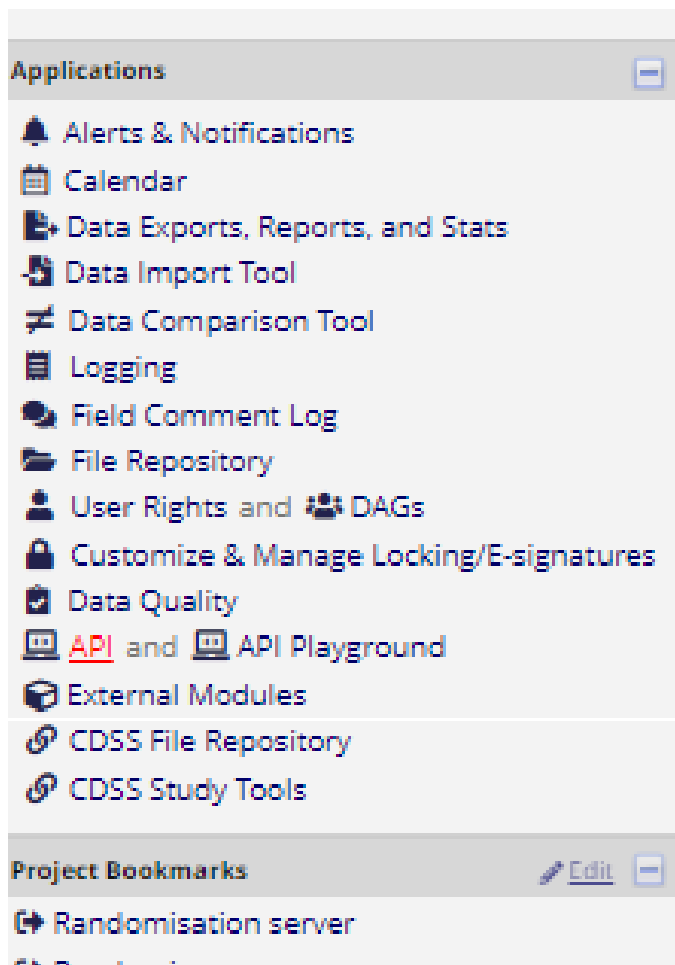 Applications
Alerts & Notifications
Calendar
Data Exports, Reports, and Stats
Data Import Tool
Data Comparison Tool
Logging
Field Comment Log
File Repository
User Rights and DAGs
Customize & Manage Locking/E-signatures
Data Quality
API and API Playground
External Modules
CDSS File Repository
CDSS Study Tools
Project Bookmarks Edit
Randomisation server